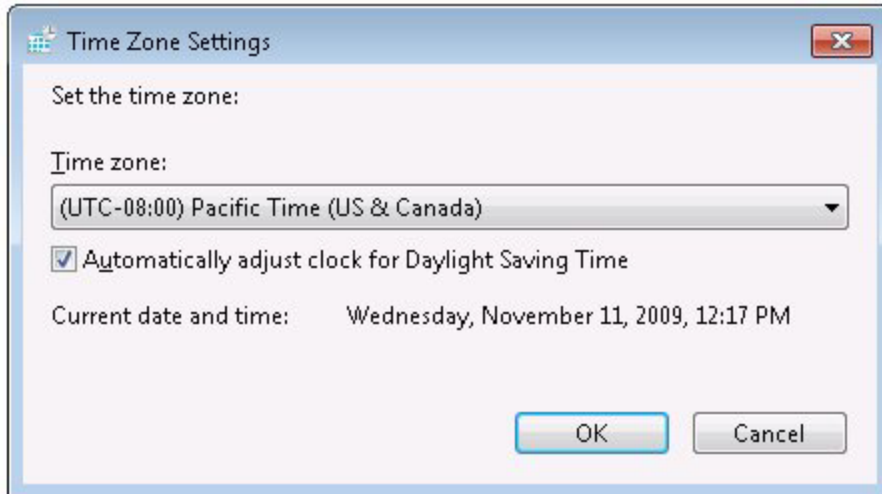 Time Zone Settings
Set the time zone:
Time zone:
(UTC-08:00) Pacific Time (US & Canada)
Automatically adjust clock for Daylight Saving Time
Current date and time: Wednesday, November 11, 2009, 12:17 PM
OK Cancel